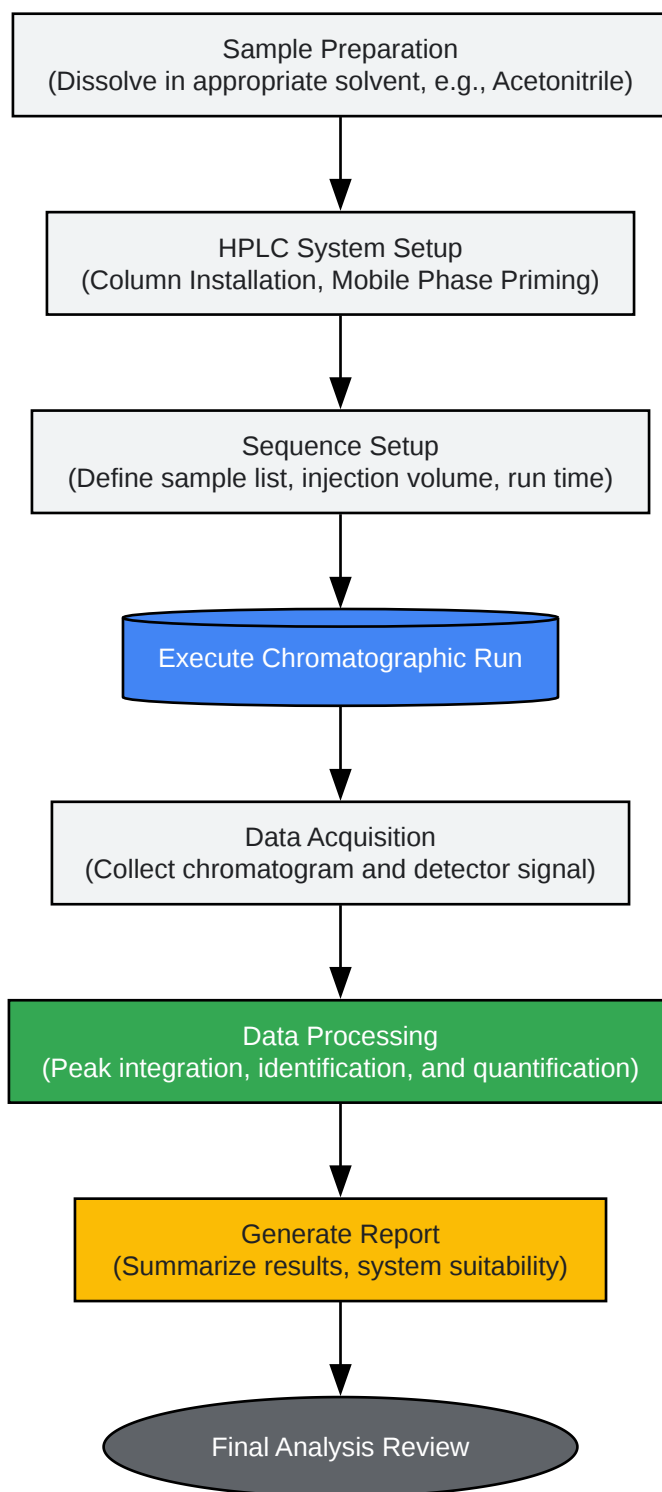 Sample Preparation
(Dissolve in appropriate solvent, e.g., Acetonitrile)
HPLC System Setup
(Column Installation, Mobile Phase Priming)
Sequence Setup
(Define sample list, injection volume, run time)
Execute Chromatographic Run
Data Acquisition
(Collect chromatogram and detector signal)
Data Processing
(Peak integration, identification, and quantification)
Generate Report
(Summarize results, system suitability)
Final Analysis Review